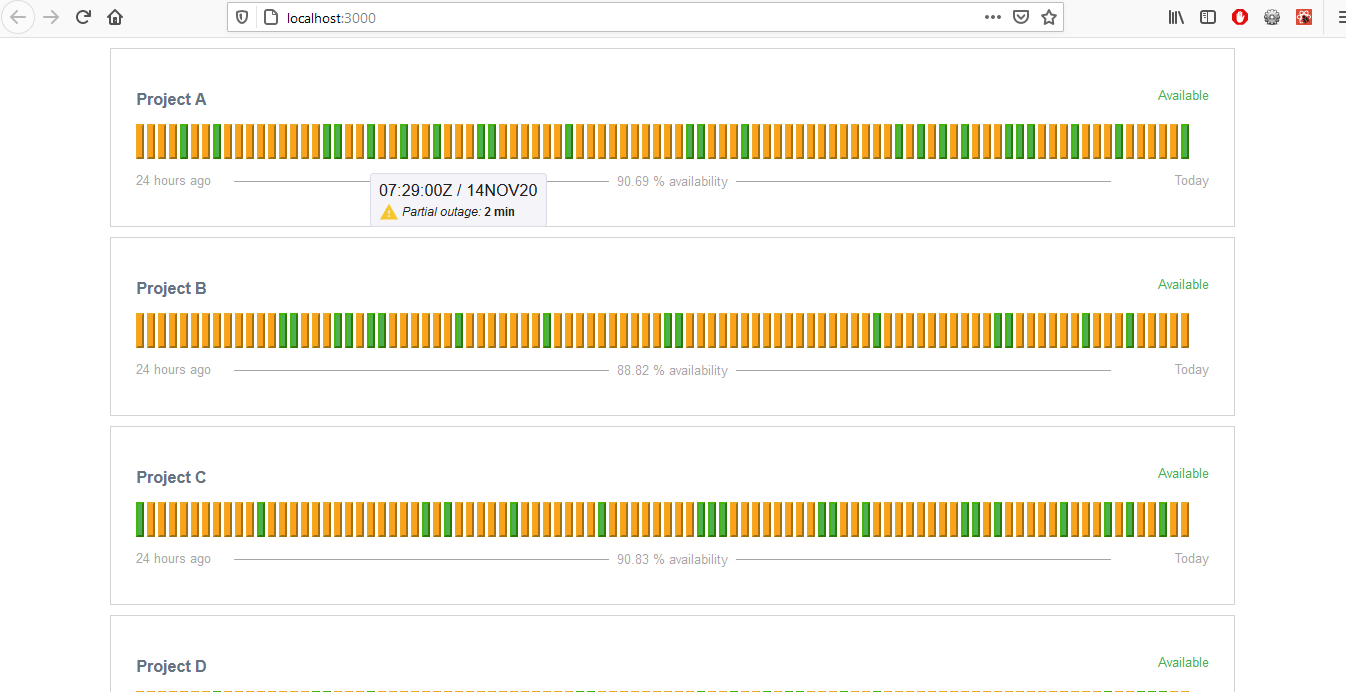 localhost:3000
Project A
Available
24 hours ago
90.69 % availability
Today
07:29:00Z / 14NOV20
Partial outage: 2 min
Project B
Available
24 hours ago
88.82 % availability
Today
Project C
Available
24 hours ago
90.83 % availability
Today
Project D
Available